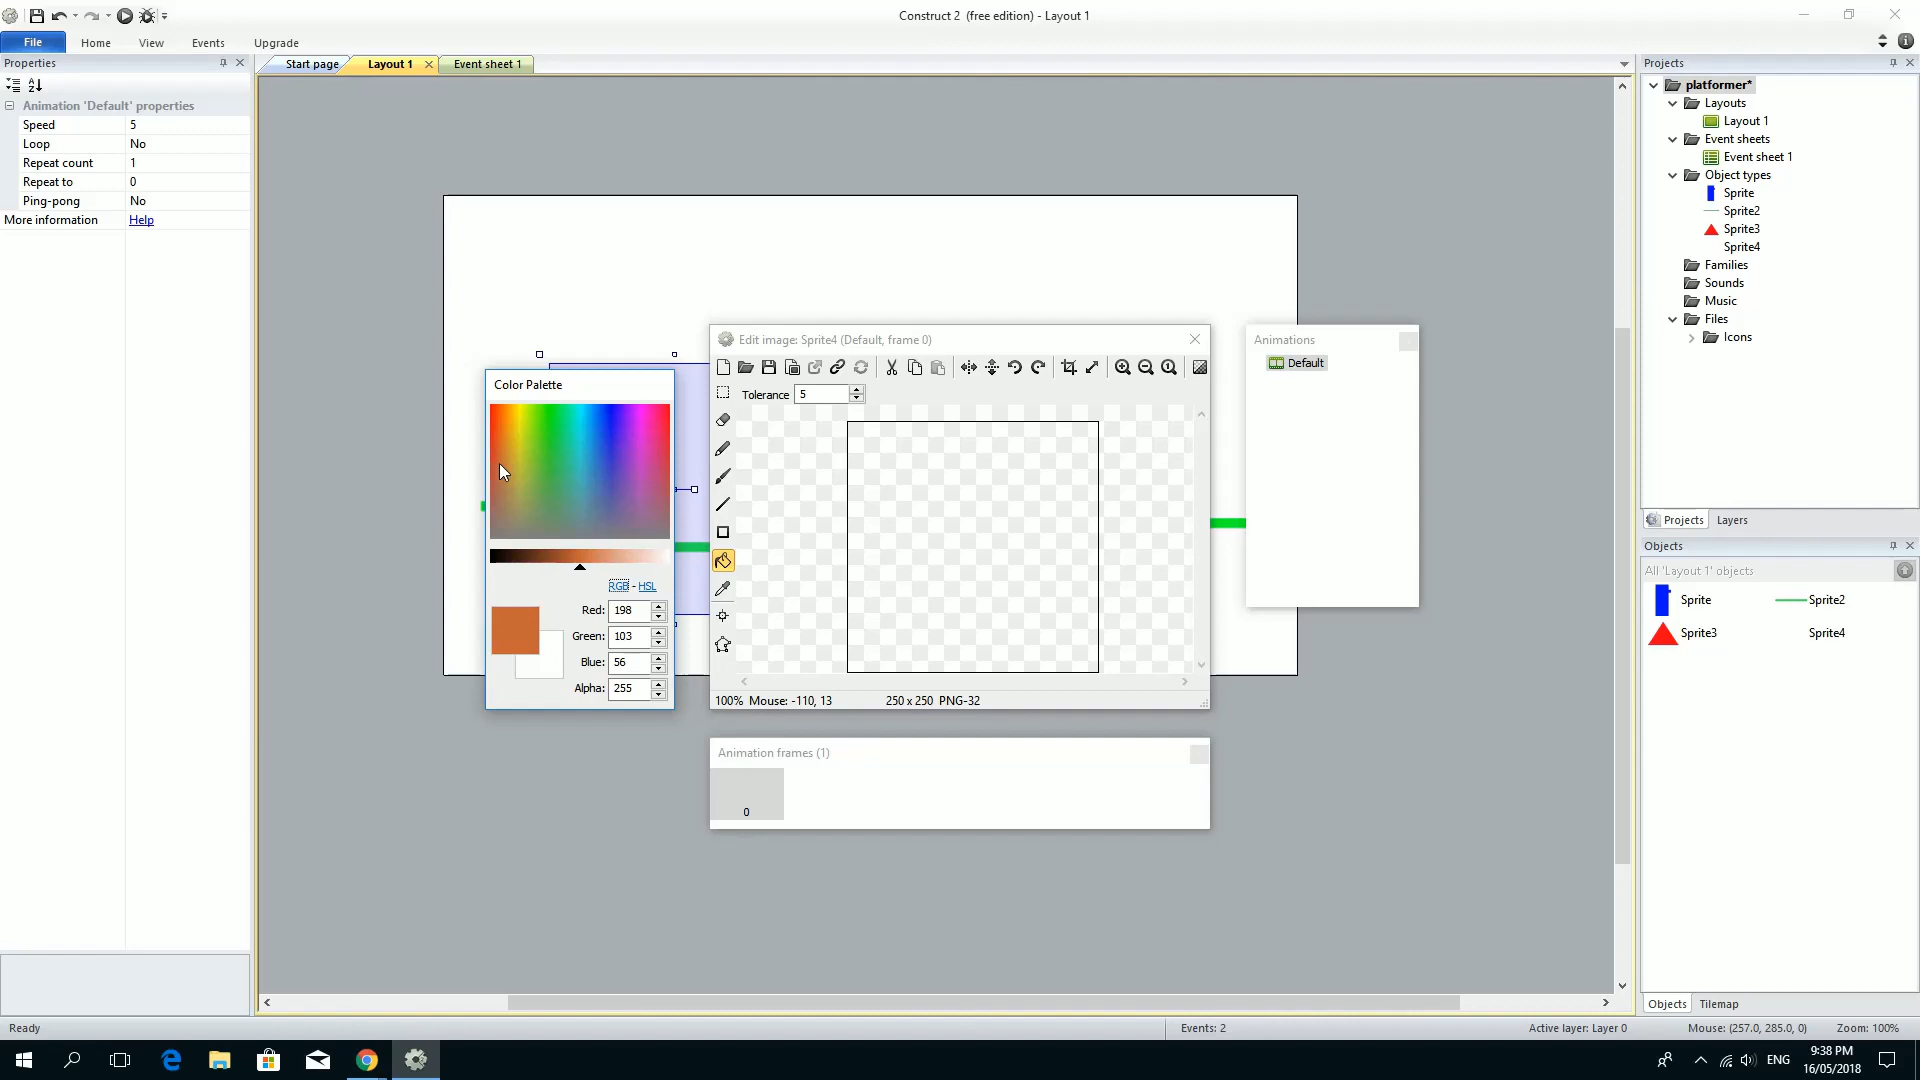 Construct 2 (free edition) - Layout 1
File Home View Events Upgrade
Properties
Start page Layout 1 Event sheet 1
Animation 'Default' properties
Speed 5
Loop No
Repeat count 1
Repeat to 0
Ping-pong No
More information Help
Color Palette
RGB - HSL
Red: 198
Green: 103
Blue: 56
Alpha: 255
Edit image: Sprite4 (Default, frame 0)
Tolerance 5
100% Mouse: -110, 13 250 x 250 PNG-32
Animation frames (1)
0
Animations
Default
Projects
platformer*
Layouts
Layout 1
Event sheets
Event sheet 1
Object types
Sprite
Sprite2
Sprite3
Sprite4
Families
Sounds
Music
Files
Icons
Projects Layers
Objects
All 'Layout 1' objects
Sprite Sprite2
Sprite3 Sprite4
Objects Tilemap
Ready Events: 2 Active layer: Layer 0 Mouse: (257.0, 285.0, 0) Zoom: 100%
ENG
9:38 PM
16/05/2018